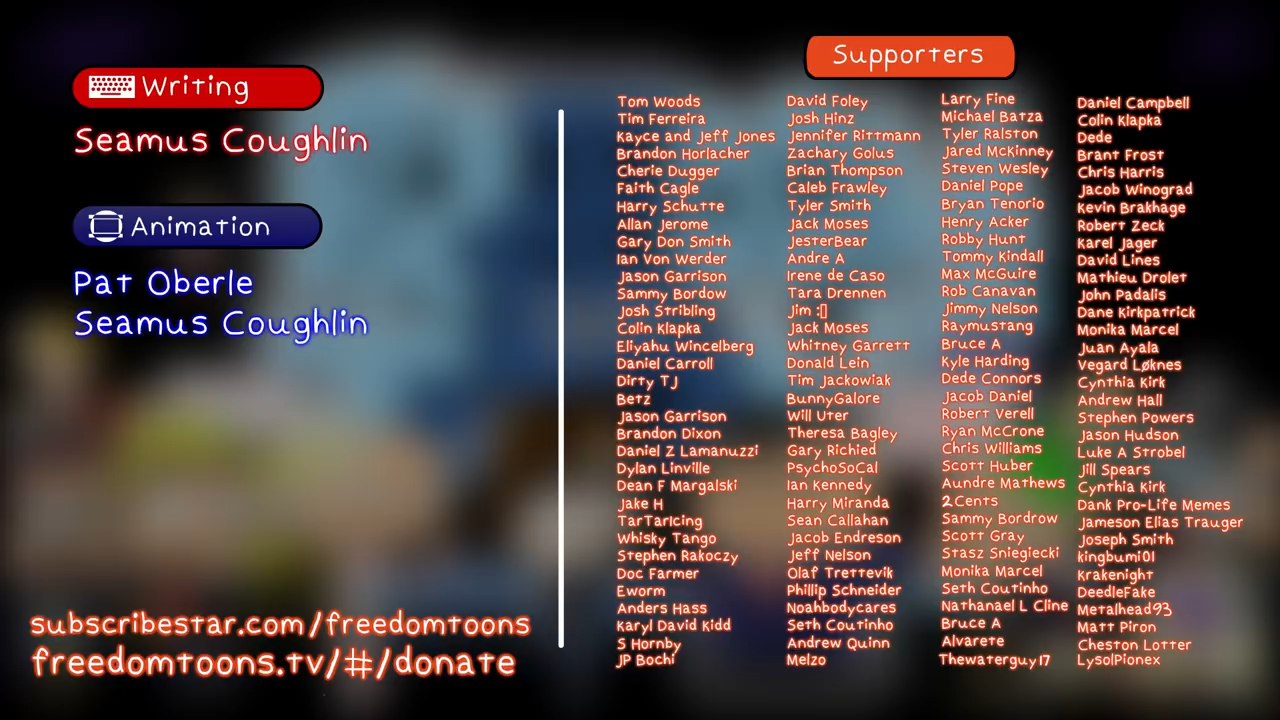 Writing
Seamus Coughlin
Animation
Pat Oberle
Seamus Coughlin
subscribestar.com/freedomtoons
freedomtoons.tv/#/donate
Supporters
Tom Woods
Tim Ferreira
Kayce and Jeff Jones
Brandon Horlacher
Cherie Dugger
Faith Cagle
Harry Schutte
Allan Jerome
Gary Don Smith
Ian Von Werder
Jason Garrison
Sammy Bordow
Josh Stribling
Colin Klapka
Eliyahu Wincelberg
Daniel Carroll
Dirty TJ
Betz
Jason Garrison
Brandon Dixon
Daniel Z Lamanuzzi
Dylan Linville
Dean F Margalski
Jake H
TarTarIcing
Whisky Tango
Stephen Rakoczy
Doc Farmer
Eworm
Anders Hass
Karyl David Kidd
S Hornby
JP Bochi
David Foley
Josh Hinz
Jennifer Rittmann
Zachary Golus
Brian Thompson
Caleb Frawley
Tyler Smith
Jack Moses
JesterBear
Andre A
Irene de Caso
Tara Drennen
Jim :[]
Jack Moses
Whitney Garrett
Donald Lein
Tim Jackowiak
BunnyGalore
Will Uter
Theresa Bagley
Gary Richied
PsychoSoCal
Ian Kennedy
Harry Miranda
Sean Callahan
Jacob Endreson
Jeff Nelson
Olaf Trettevik
Phillip Schneider
Noahbodycares
Seth Coutinho
Andrew Quinn
Melzo
Larry Fine
Michael Batza
Tyler Ralston
Jared McKinney
Steven Wesley
Daniel Pope
Bryan Tenorio
Henry Acker
Robby Hunt
Tommy Kindall
Max McGuire
Rob Canavan
Jimmy Nelson
Raymustang
Bruce A
Kyle Harding
Dede Connors
Jacob Daniel
Robert Verell
Ryan McCrone
Chris Williams
Scott Huber
Aundre Mathews
2Cents
Sammy Bordrow
Scott Gray
Stasz Sniegiecki
Monika Marcel
Seth Coutinho
Nathanael L Cline
Bruce A
Alvarete
Thewaterguy17
Daniel Campbell
Colin Klapka
Dede
Brant Frost
Chris Harris
Jacob Winograd
Kevin Brakhage
Robert Zeck
Karel Jager
David Lines
Mathieu Drolet
John Padalis
Dane Kirkpatrick
Monika Marcel
Juan Ayala
Vegard Løknes
Cynthia Kirk
Andrew Hall
Stephen Powers
Jason Hudson
Luke A Strobel
Jill Spears
Cynthia Kirk
Dank Pro-Life Memes
Jameson Elias Trauger
Joseph Smith
kingbumi01
Krakenight
DeedleFake
Metalhead93
Matt Piron
Cheston Lotter
LysolPionex